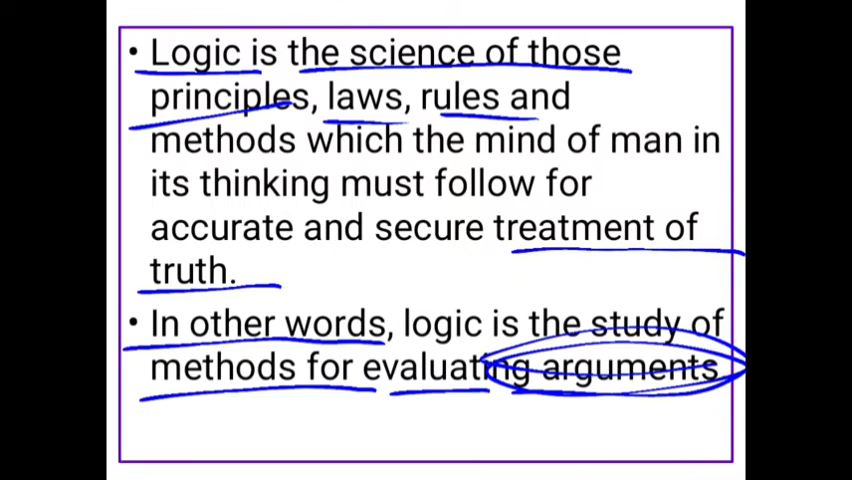 • Logic is the science of those
principles, laws, rules and
methods which the mind of man in
its thinking must follow for
accurate and secure treatment of
truth.
• In other words, logic is the study of
methods for evaluating arguments